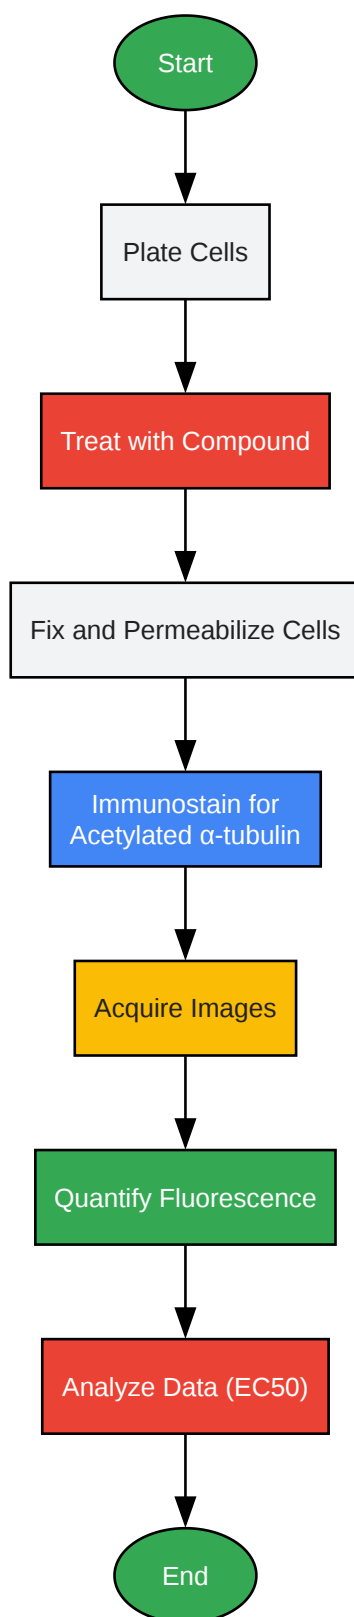 Start
Plate Cells
Treat with Compound
Fix and Permeabilize Cells
Immunostain for
Acetylated α-tubulin
Acquire Images
Quantify Fluorescence
Analyze Data (EC50)
End